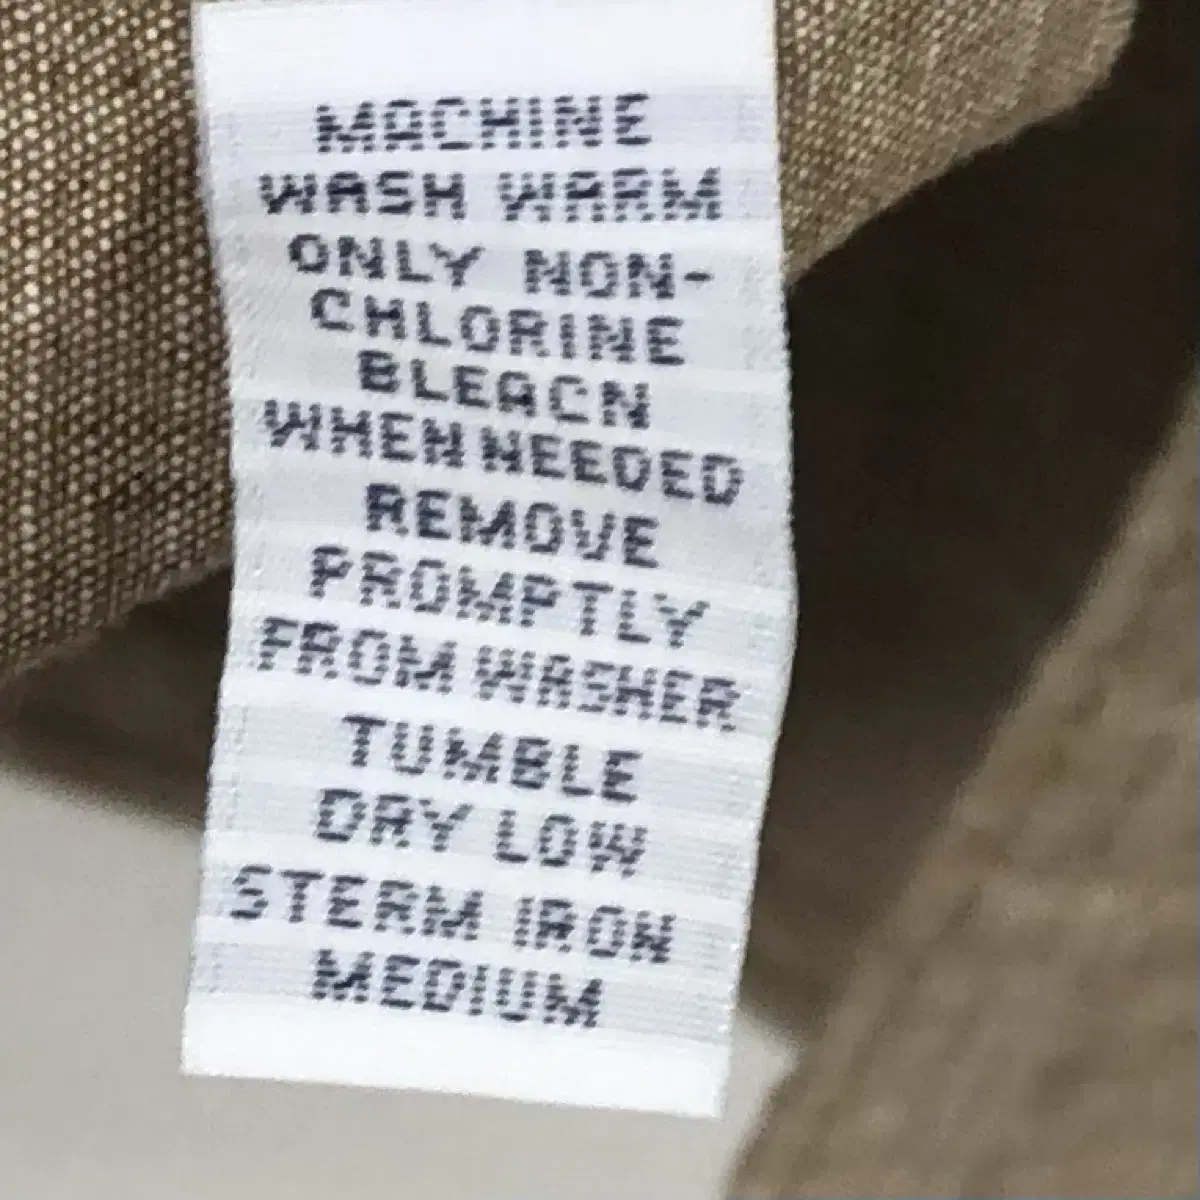 MACHINE
WASH WARM
ONLY NON-
CHLORINE
BLEACN
WHEN NEEDED
REMOVE
PROMPTLY
FROM WASHER
TUMBLE
DRY LOW
STERM IRON
MEDIUM